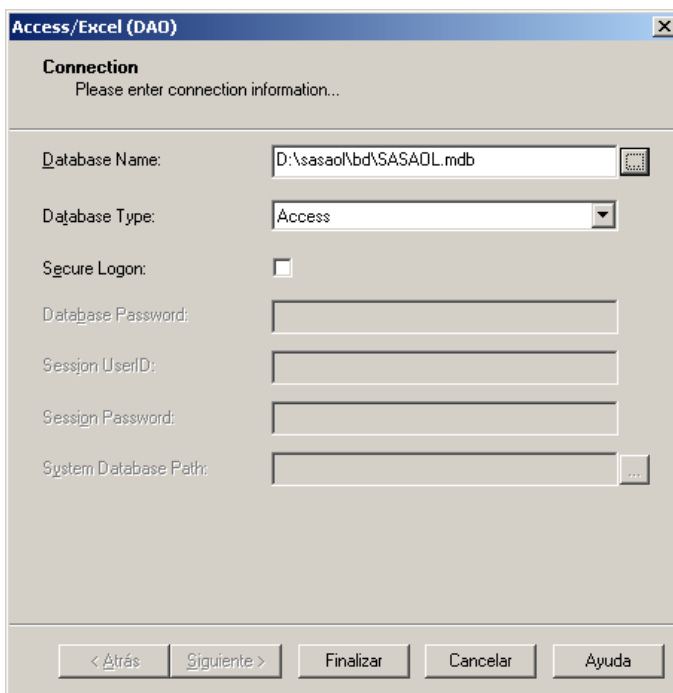 Access/Excel (DAO)
Connection
Please enter connection information...
Database Name: D:\sasaol\bd\SASAOL.mdb ...
Database Type: Access
Secure Logon:
Database Password:
Session UserID:
Session Password:
System Database Path: ...
< Atrás Siguiente > Finalizar Cancelar Ayuda